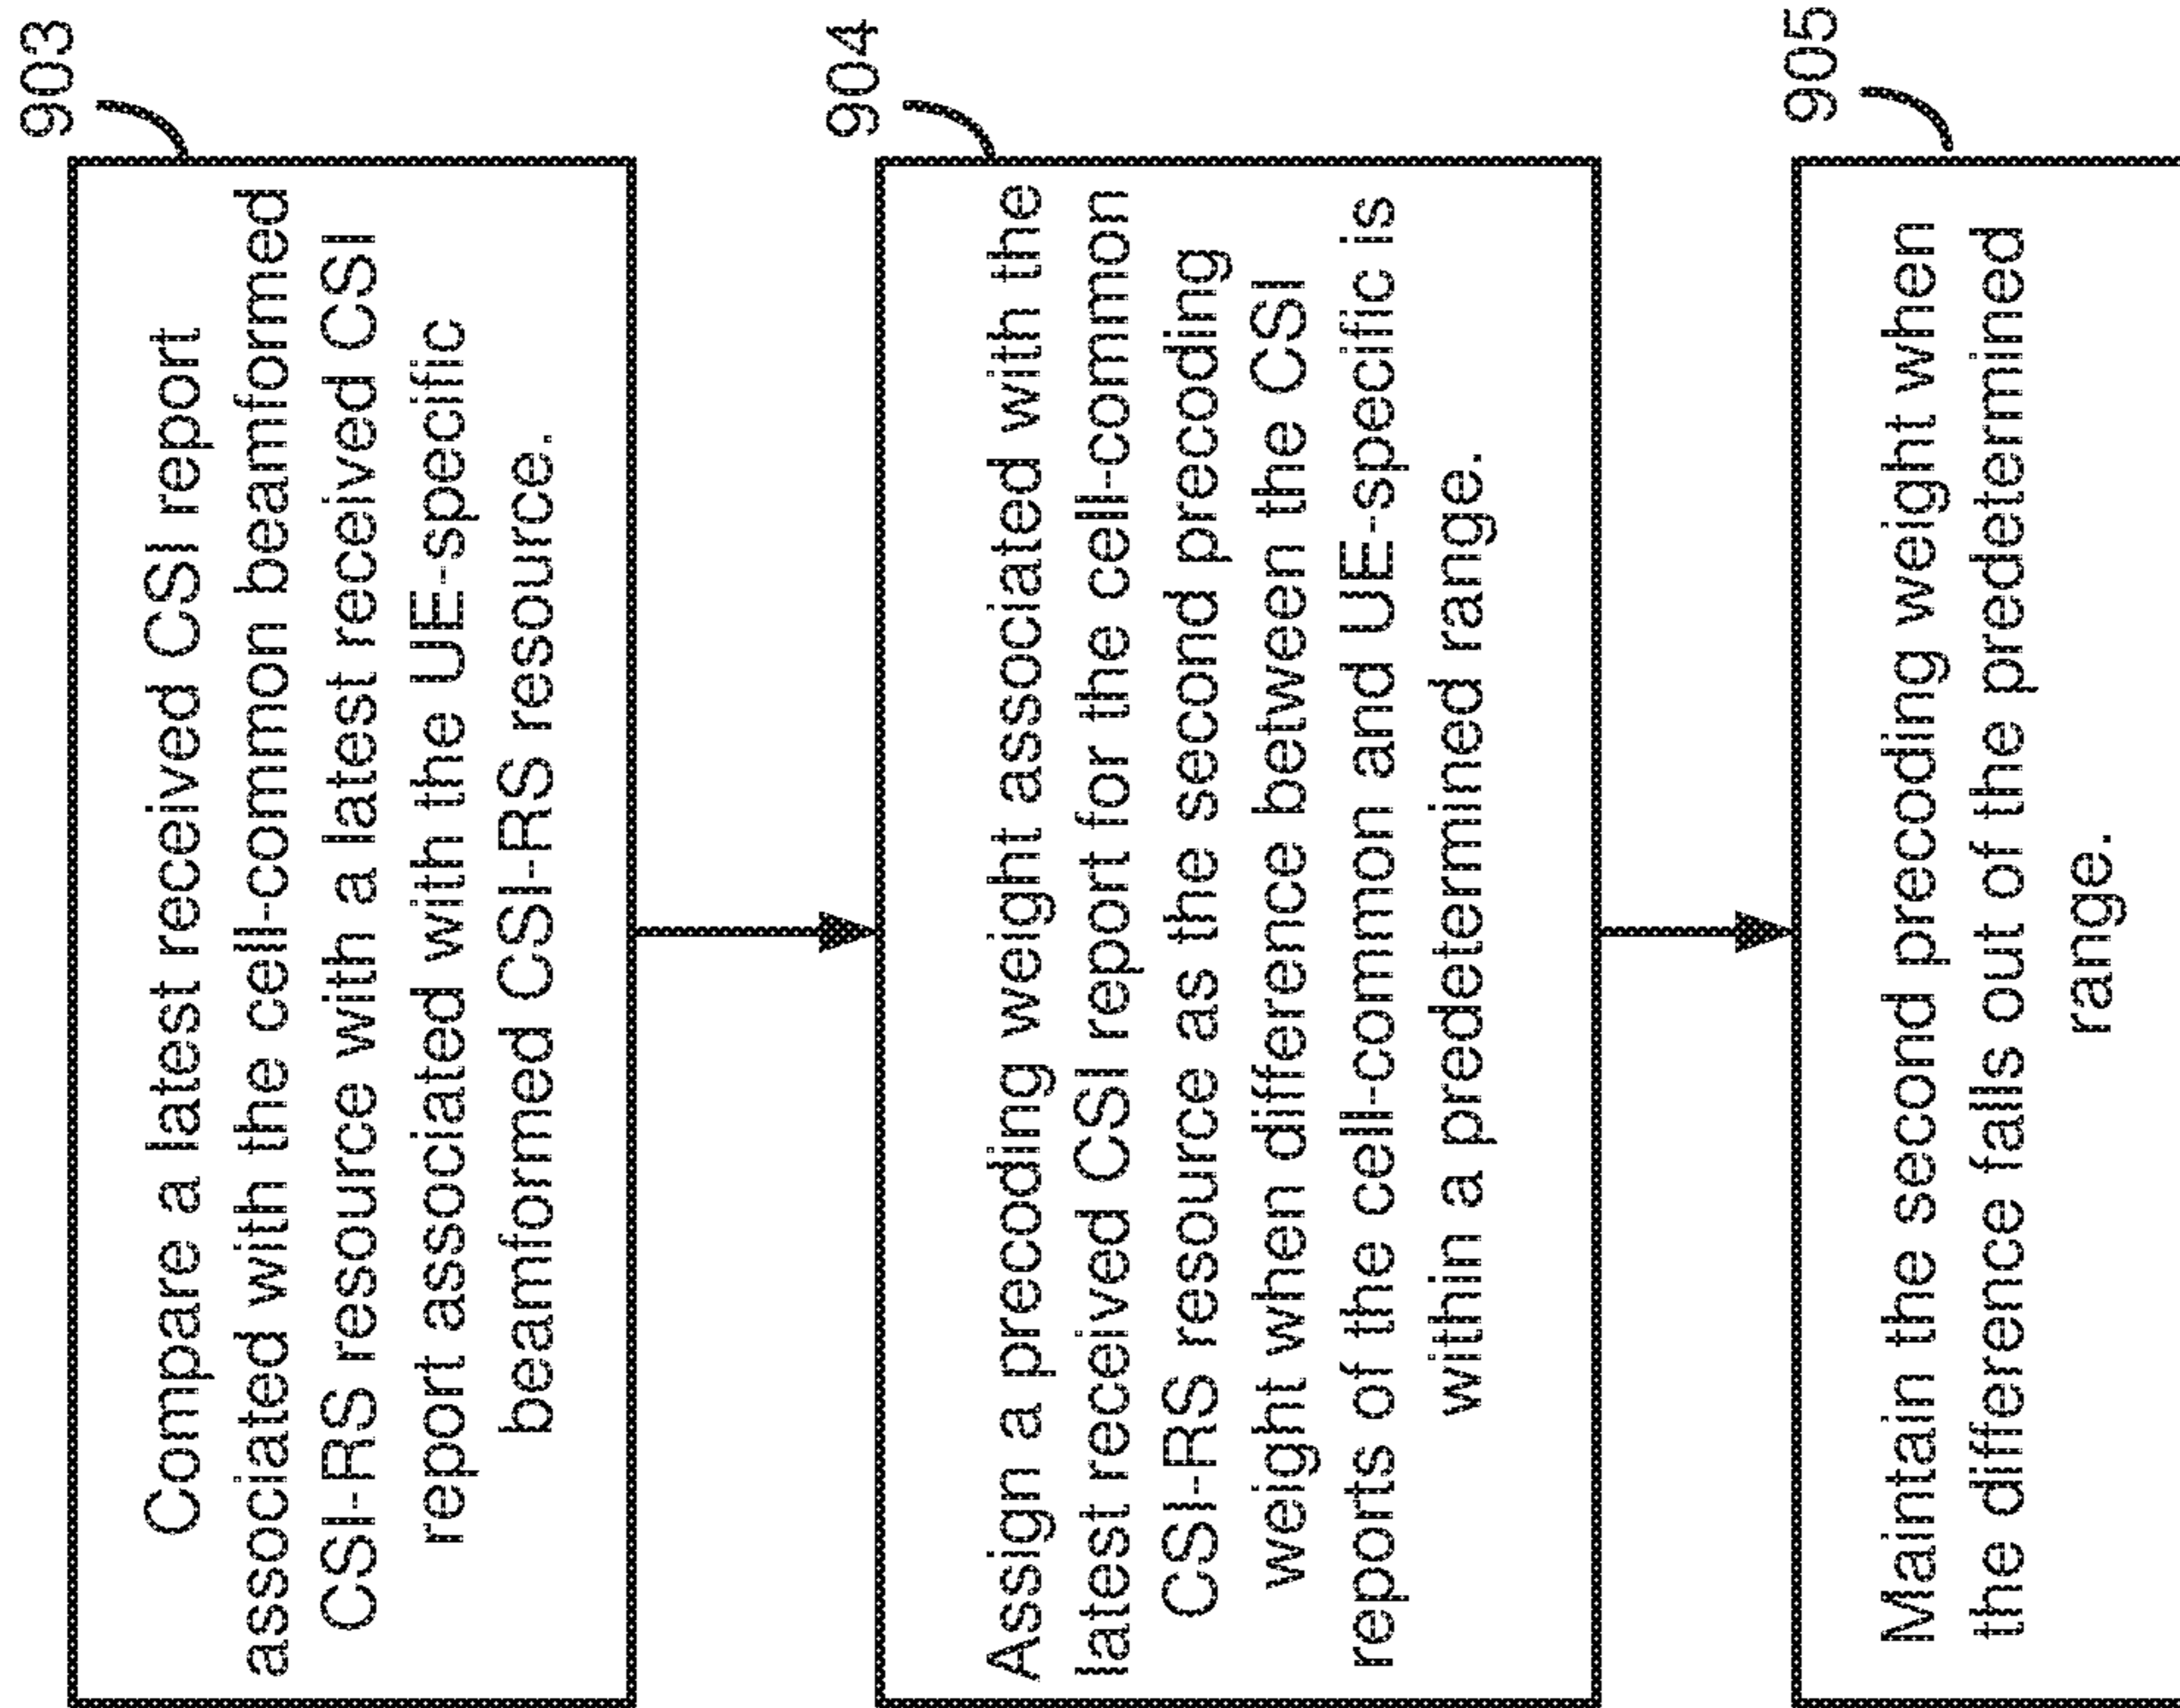 903
Compare a latest received CSI report
associated with the cell-common beamformed
CSI-RS resource with a latest received CSI
report associated with the UE-specific
beamformed CSI-RS resource.
904
Assign a precoding weight associated with the
latest received CSI report for the cell-common
CSI-RS resource as the second precoding
weight when difference between the CSI
reports of the cell-common and UE-specific is
within a predetermined range.
905
Maintain the second precoding weight when
the difference falls out of the predetermined
range.